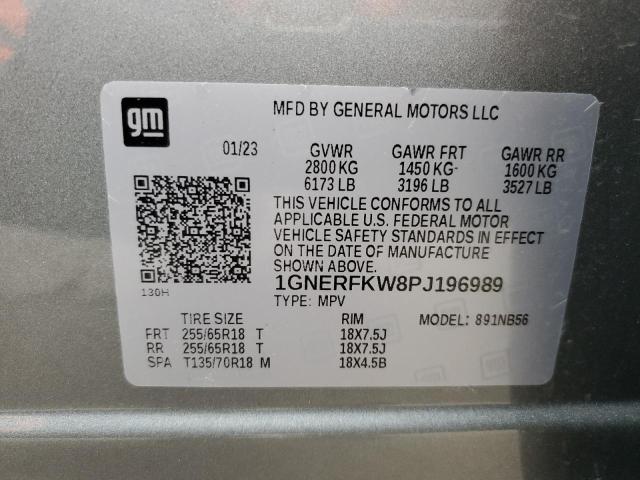 gm
MFD BY GENERAL MOTORS LLC
01/23 GVWR GAWR FRT GAWR RR
2800 KG 1450 KG 1600 KG
6173 LB 3196 LB 3527 LB
THIS VEHICLE CONFORMS TO ALL
APPLICABLE U.S. FEDERAL MOTOR
VEHICLE SAFETY STANDARDS IN EFFECT
ON THE DATE OF MANUFACTURE
SHOWN ABOVE.
130H
1GNERFKW8PJ196989
TYPE: MPV
TIRE SIZE RIM MODEL: 891NB56
FRT 255/65R18 T 18X7.5J
RR 255/65R18 T 18X7.5J
SPA T135/70R18 M 18X4.5B